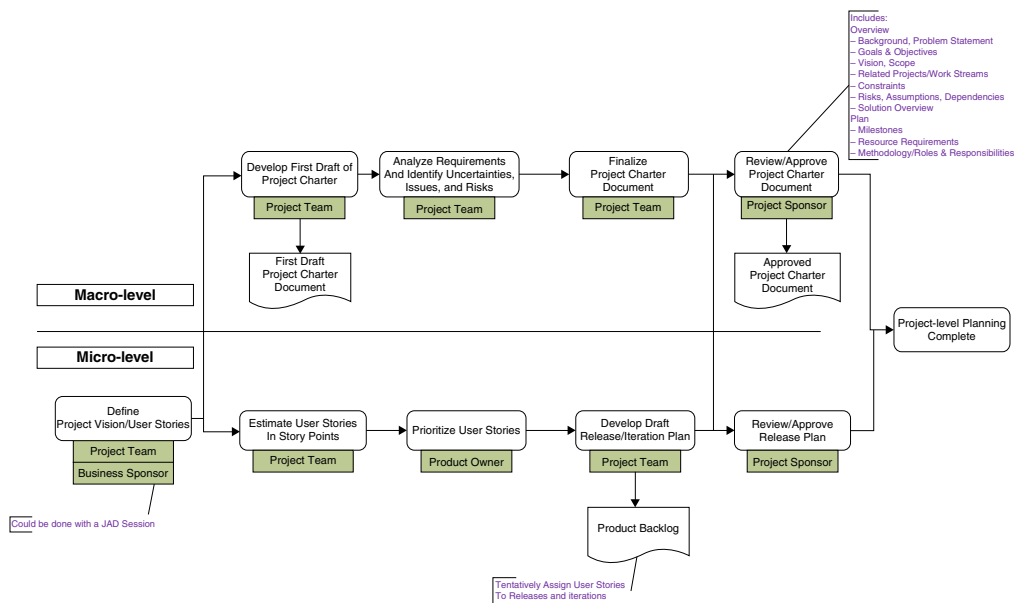 Includes:
Overview
– Background, Problem Statement
– Goals & Objectives
– Vision, Scope
– Related Projects/Work Streams
– Constraints
– Risks, Assumptions, Dependencies
– Solution Overview
Plan
– Milestones
– Resource Requirements
– Methodology/Roles & Responsibilities
Develop First Draft of
Project Charter
Project Team
Analyze Requirements
And Identify Uncertainties,
Issues, and Risks
Project Team
Finalize
Project Charter
Document
Project Team
Review/Approve
Project Charter
Document
Project Sponsor
First Draft
Project Charter
Document
Approved
Project Charter
Document
Macro-level
Project-level Planning
Complete
Micro-level
Define
Project Vision/User Stories
Project Team
Business Sponsor
Estimate User Stories
In Story Points
Project Team
Prioritize User Stories
Product Owner
Develop Draft
Release/Iteration Plan
Project Team
Review/Approve
Release Plan
Project Sponsor
Could be done with a JAD Session
Product Backlog
Tentatively Assign User Stories
To Releases and iterations